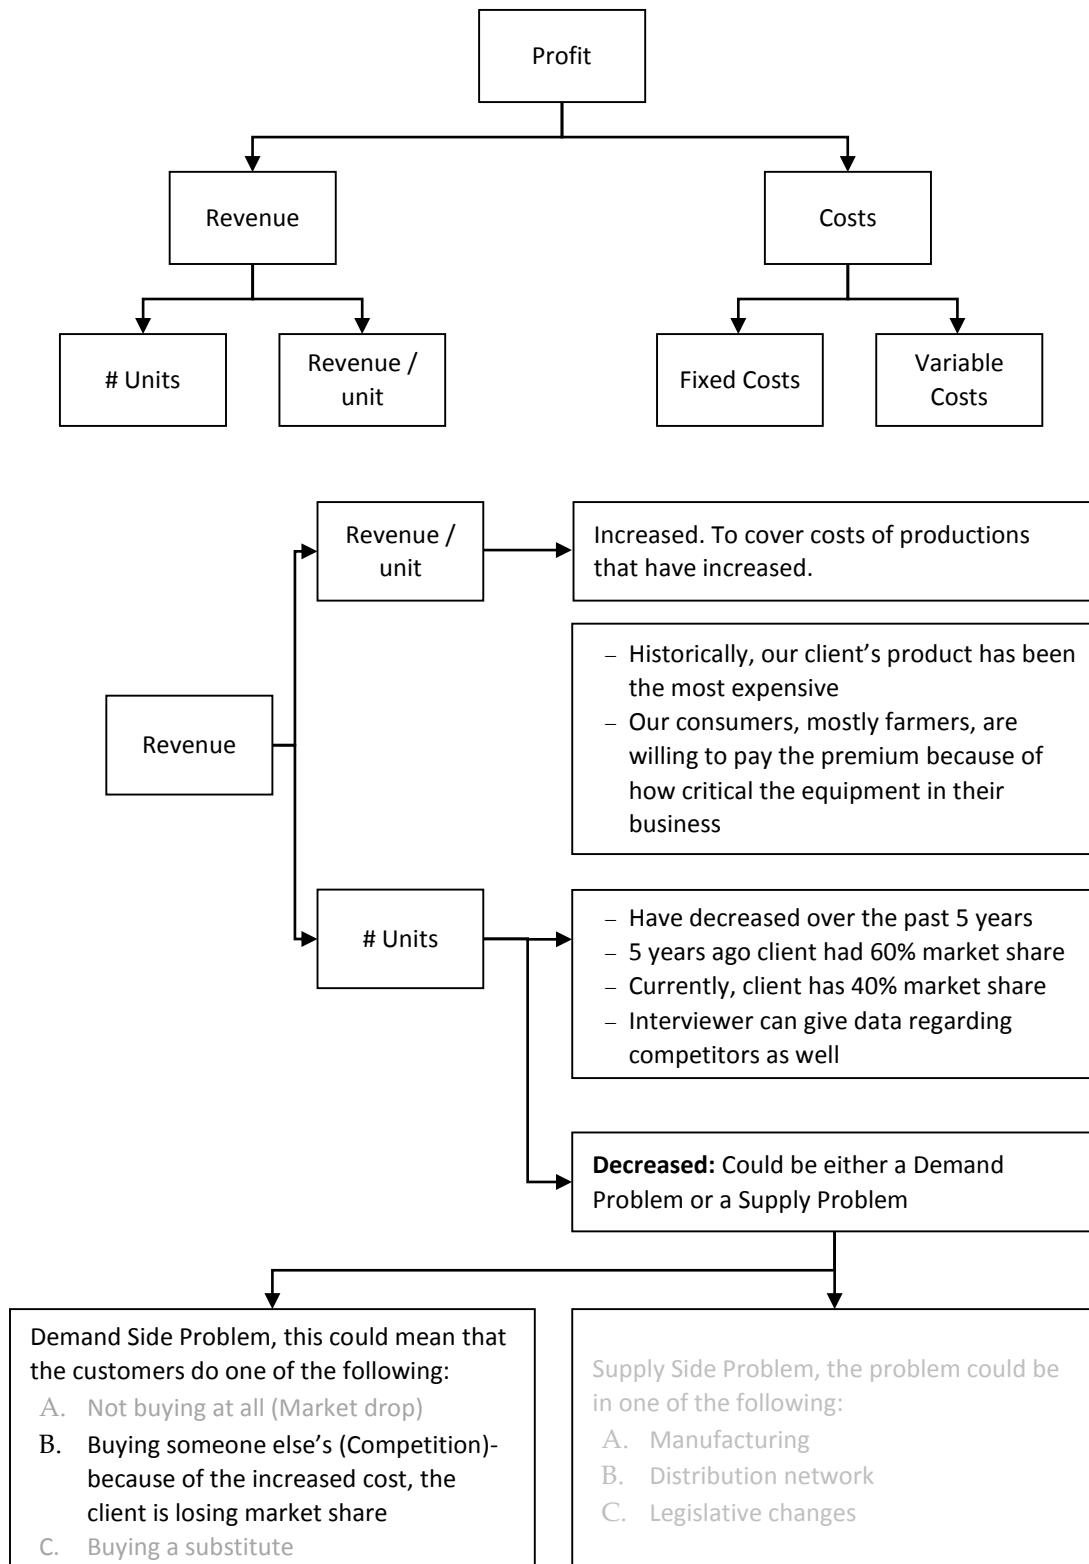 Profit
Revenue
Costs
# Units
Revenue /
unit
Fixed Costs
Variable
Costs
Revenue /
unit
Increased. To cover costs of productions
that have increased.
– Historically, our client's product has been
the most expensive
– Our consumers, mostly farmers, are
willing to pay the premium because of
how critical the equipment in their
business
Revenue
# Units
– Have decreased over the past 5 years
– 5 years ago client had 60% market share
– Currently, client has 40% market share
– Interviewer can give data regarding
competitors as well
Decreased: Could be either a Demand
Problem or a Supply Problem
Demand Side Problem, this could mean that
the customers do one of the following:
A. Not buying at all (Market drop)
B. Buying someone else's (Competition)-
because of the increased cost, the
client is losing market share
C. Buying a substitute
Supply Side Problem, the problem could be
in one of the following:
A. Manufacturing
B. Distribution network
C. Legislative changes